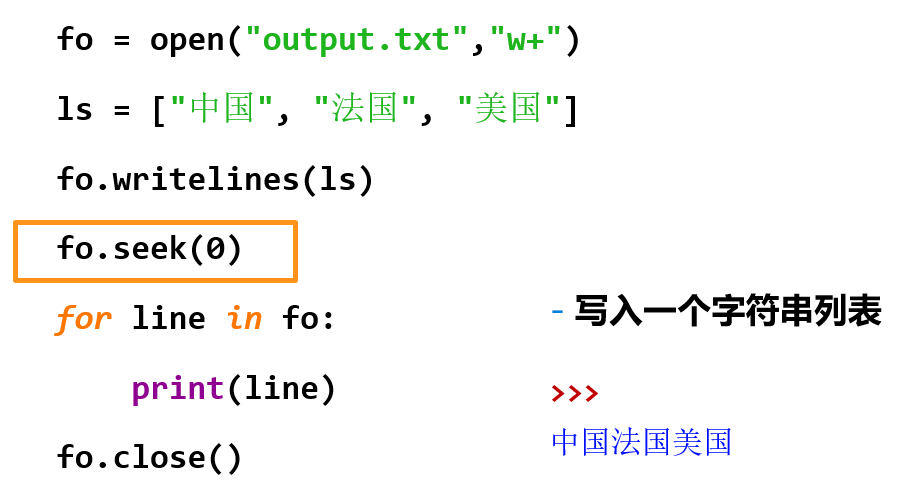 fo = open("output.txt","w+")
ls = ["中国", "法国", "美国"]
fo.writelines(ls)
fo.seek(0)
for line in fo:
    print(line)
fo.close()
- 写入一个字符串列表
>>>
中国法国美国